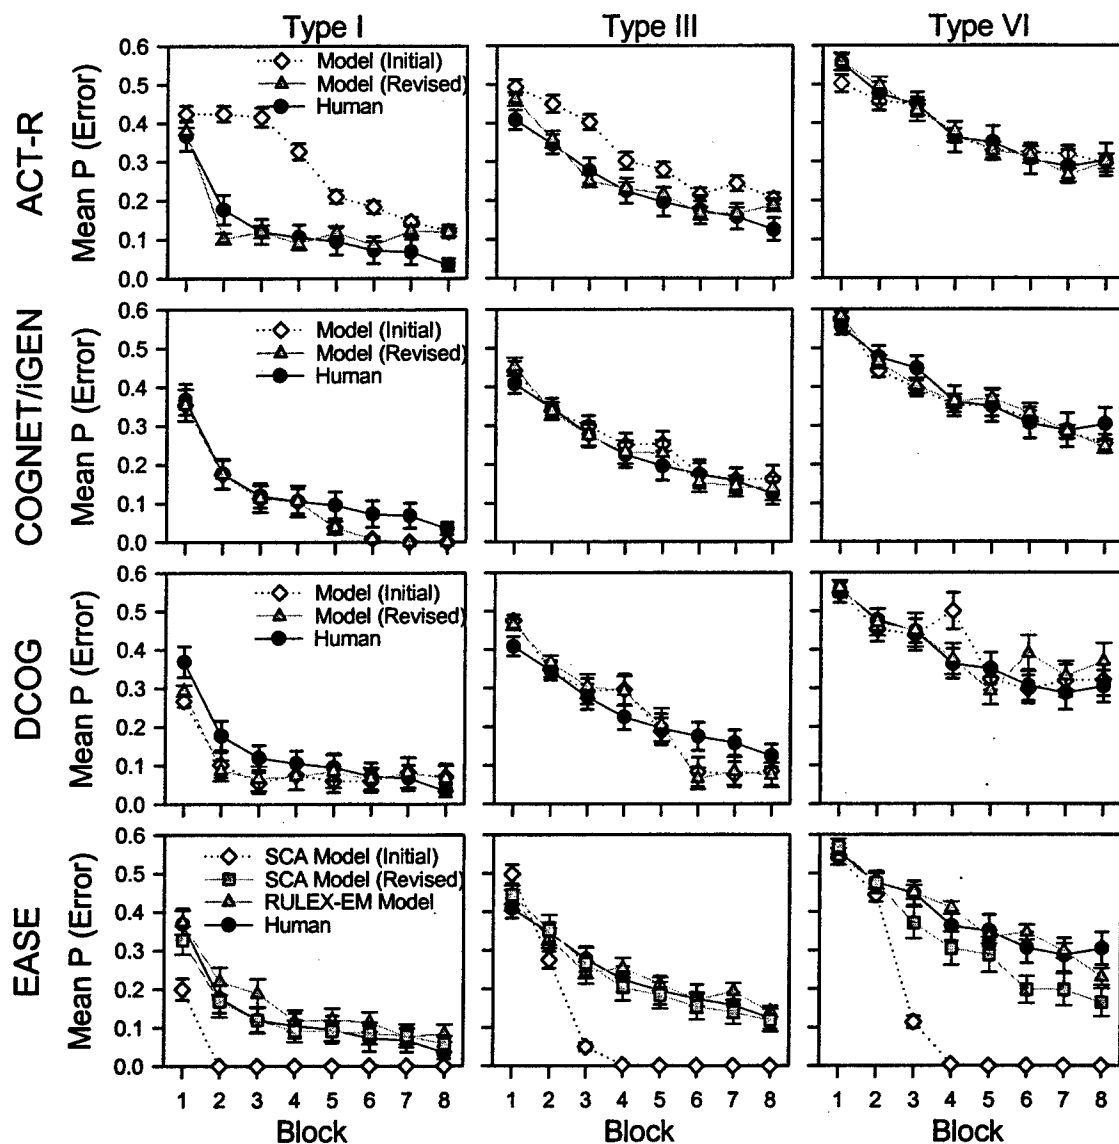 Type I Type III Type VI
ACT-R
Mean P (Error)
0.6
0.5
0.4
0.3
0.2
0.1
0.0
Model (Initial)
Model (Revised)
Human
COGNET/iGEN
Mean P (Error)
0.6
0.5
0.4
0.3
0.2
0.1
0.0
Model (Initial)
Model (Revised)
Human
DCOG
Mean P (Error)
0.6
0.5
0.4
0.3
0.2
0.1
0.0
Model (Initial)
Model (Revised)
Human
EASE
Mean P (Error)
0.6
0.5
0.4
0.3
0.2
0.1
0.0
SCA Model (Initial)
SCA Model (Revised)
RULEX-EM Model
Human
1 2 3 4 5 6 7 8 1 2 3 4 5 6 7 8 1 2 3 4 5 6 7 8
Block Block Block